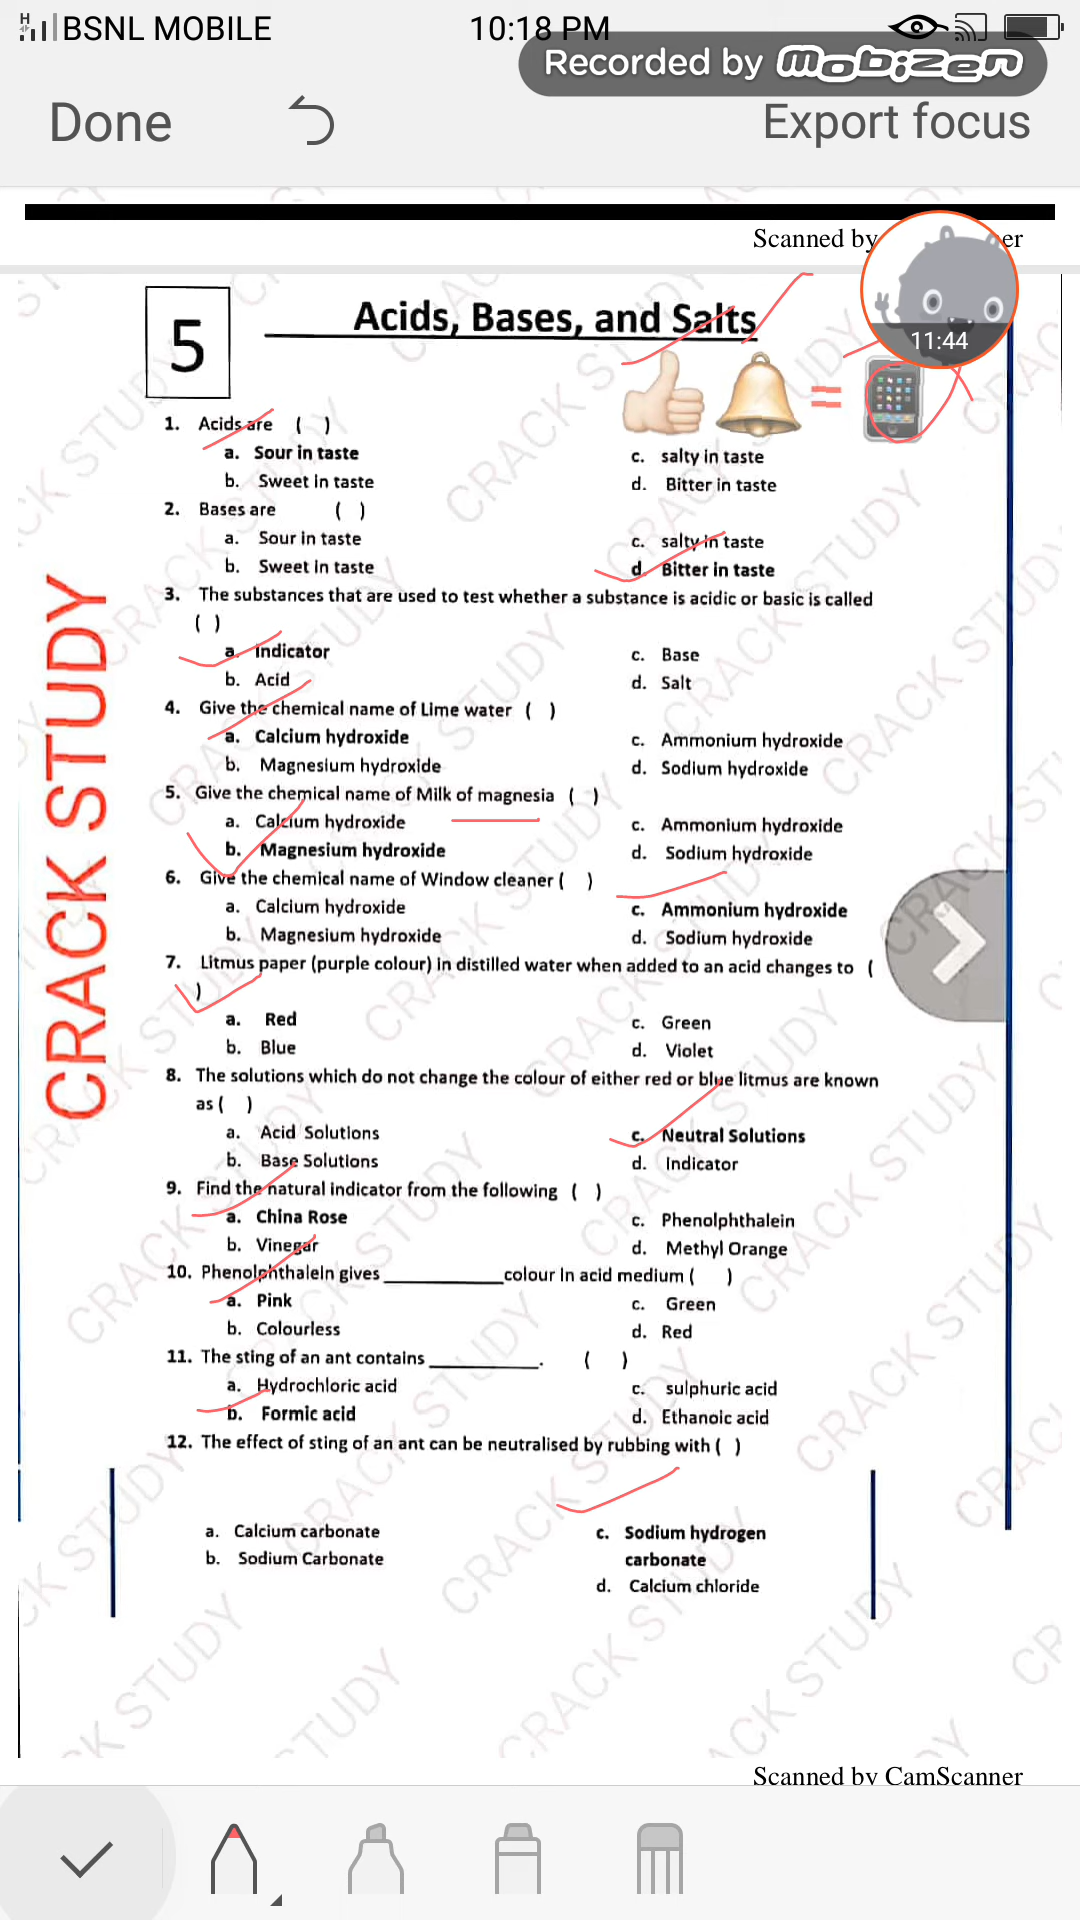 H BSNL MOBILE 10:18 PM
Recorded by mobizen
Done Export focus
Scanned by er
11:44
5 Acids, Bases, and Salts
1. Acids are ( )
a. Sour in taste c. salty in taste
b. Sweet in taste d. Bitter in taste
2. Bases are ( )
a. Sour in taste c. salty in taste
b. Sweet in taste d. Bitter in taste
3. The substances that are used to test whether a substance is acidic or basic is called
( )
a. Indicator c. Base
b. Acid d. Salt
4. Give the chemical name of Lime water ( )
a. Calcium hydroxide c. Ammonium hydroxide
b. Magnesium hydroxide d. Sodium hydroxide
5. Give the chemical name of Milk of magnesia ( )
a. Calcium hydroxide c. Ammonium hydroxide
b. Magnesium hydroxide d. Sodium hydroxide
6. Give the chemical name of Window cleaner ( )
a. Calcium hydroxide c. Ammonium hydroxide
b. Magnesium hydroxide d. Sodium hydroxide
7. Litmus paper (purple colour) in distilled water when added to an acid changes to (
)
a. Red c. Green
b. Blue d. Violet
8. The solutions which do not change the colour of either red or blue litmus are known
as ( )
a. Acid Solutions c. Neutral Solutions
b. Base Solutions d. Indicator
9. Find the natural indicator from the following ( )
a. China Rose c. Phenolphthalein
b. Vinegar d. Methyl Orange
10. Phenolphthalein gives ____________colour in acid medium ( )
a. Pink c. Green
b. Colourless d. Red
11. The sting of an ant contains ___________. ( )
a. Hydrochloric acid c. sulphuric acid
b. Formic acid d. Ethanoic acid
12. The effect of sting of an ant can be neutralised by rubbing with ( )
a. Calcium carbonate c. Sodium hydrogen
b. Sodium Carbonate carbonate
d. Calcium chloride
CRACK STUDY
Scanned by CamScanner